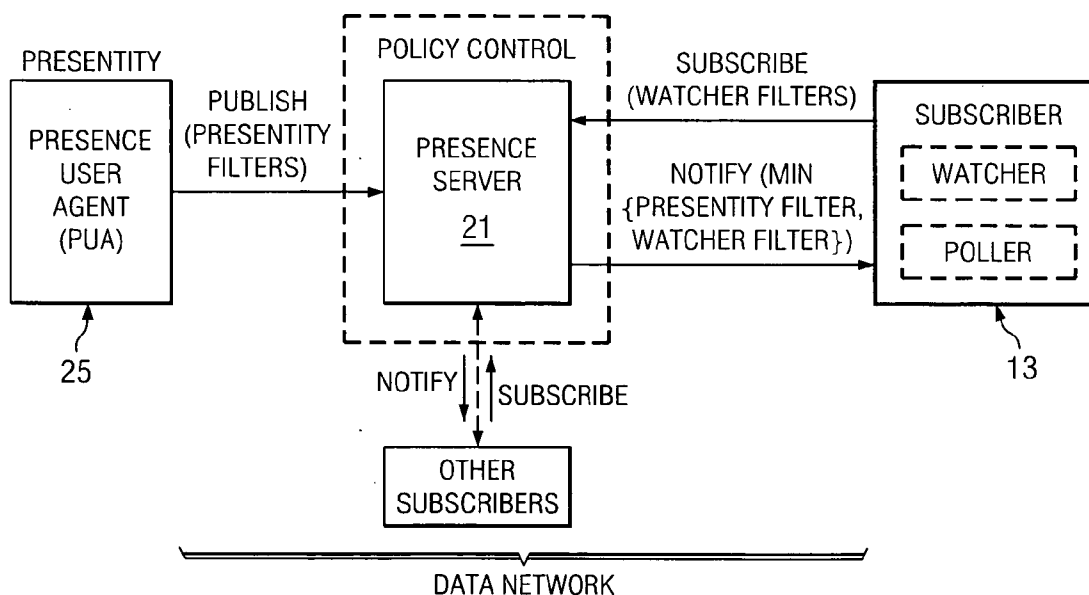 PRESENTITY
PRESENCE
USER
AGENT
(PUA)
25
PUBLISH
(PRESENTITY
FILTERS)
POLICY CONTROL
PRESENCE
SERVER
21
SUBSCRIBE
(WATCHER FILTERS)
NOTIFY (MIN
{PRESENTITY FILTER,
WATCHER FILTER})
SUBSCRIBER
WATCHER
POLLER
13
NOTIFY
SUBSCRIBE
OTHER
SUBSCRIBERS
DATA NETWORK